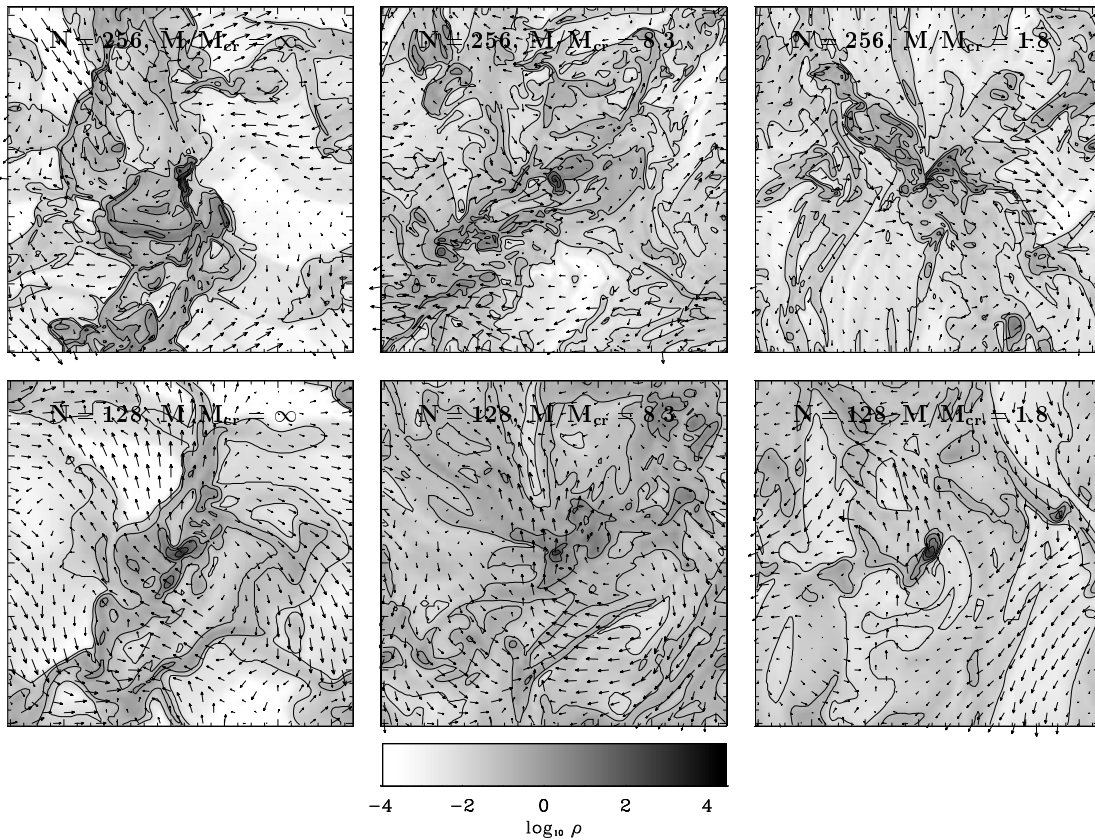 N = 256, M/M_cr = ∞
N = 256, M/M_cr = 8.3
N = 256, M/M_cr = 1.8
N = 128, M/M_cr = ∞
N = 128, M/M_cr = 8.3
N = 128, M/M_cr = 1.8
−4 −2 0 2 4
log₁₀ ρ